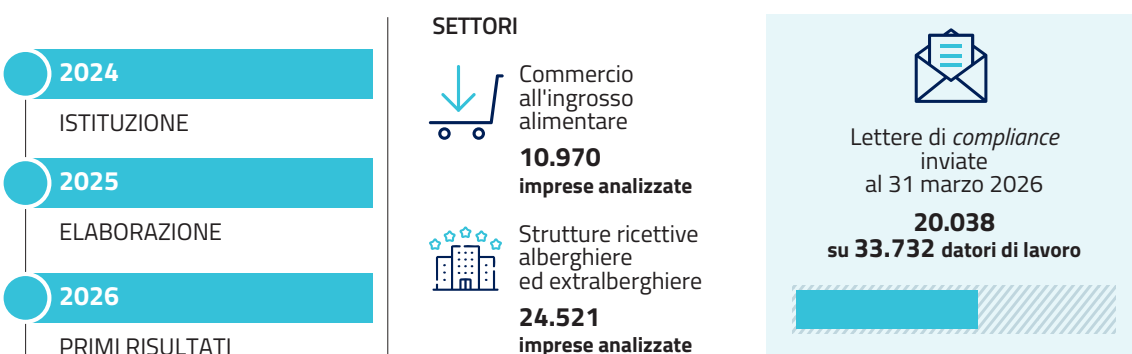 2024
ISTITUZIONE
2025
ELABORAZIONE
2026
PRIMI RISULTATI
SETTORI
Commercio
all'ingrosso
alimentare
10.970
imprese analizzate
Strutture ricettive
alberghiere
ed extralberghiere
24.521
imprese analizzate
Lettere di compliance
inviate
al 31 marzo 2026
20.038
su 33.732 datori di lavoro